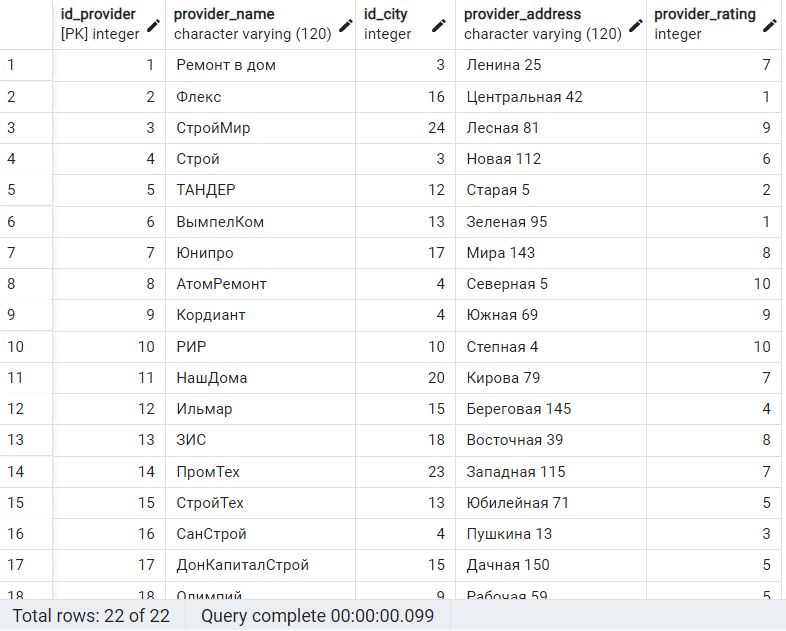 id_provider provider_name id_city provider_address provider_rating
[PK] integer character varying (120) integer character varying (120) integer
1 1 Ремонт в дом 3 Ленина 25 7
2 2 Флекс 16 Центральная 42 1
3 3 СтройМир 24 Лесная 81 9
4 4 Строй 3 Новая 112 6
5 5 ТАНДЕР 12 Старая 5 2
6 6 ВымпелКом 13 Зеленая 95 1
7 7 Юнипро 17 Мира 143 8
8 8 АтомРемонт 4 Северная 5 10
9 9 Кордиант 4 Южная 69 9
10 10 РИР 10 Степная 4 10
11 11 НашДома 20 Кирова 79 7
12 12 Ильмар 15 Береговая 145 4
13 13 ЗИС 18 Восточная 39 8
14 14 ПромТех 23 Западная 115 7
15 15 СтройТех 13 Юбилейная 71 5
16 16 СанСтрой 4 Пушкина 13 3
17 17 ДонКапиталСтрой 15 Дачная 150 5
18 18 Олимпий 9 Рабочая 59 5
Total rows: 22 of 22 Query complete 00:00:00.099